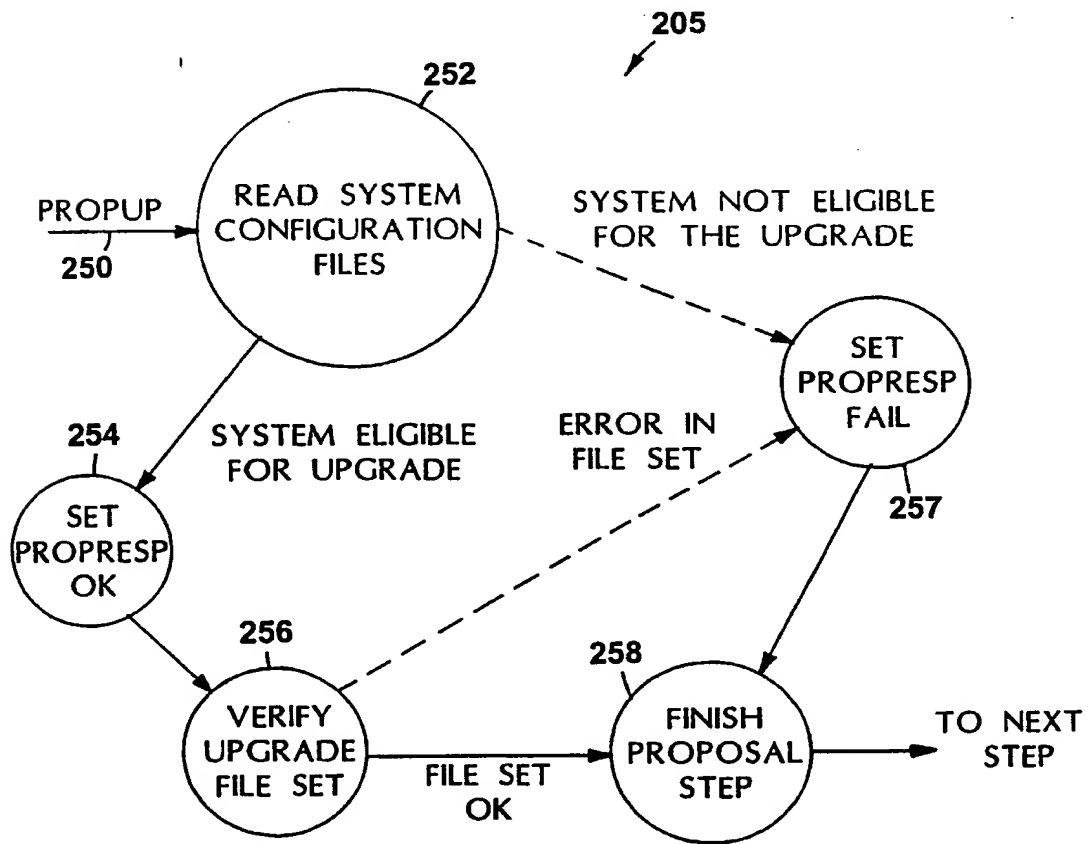 205
252
PROPUP
250
READ SYSTEM
CONFIGURATION
FILES
SYSTEM NOT ELIGIBLE
FOR THE UPGRADE
SET
PROPRESP
FAIL
257
254
SYSTEM ELIGIBLE
FOR UPGRADE
ERROR IN
FILE SET
SET
PROPRESP
OK
256
VERIFY
UPGRADE
FILE SET
FILE SET
OK
258
FINISH
PROPOSAL
STEP
TO NEXT
STEP